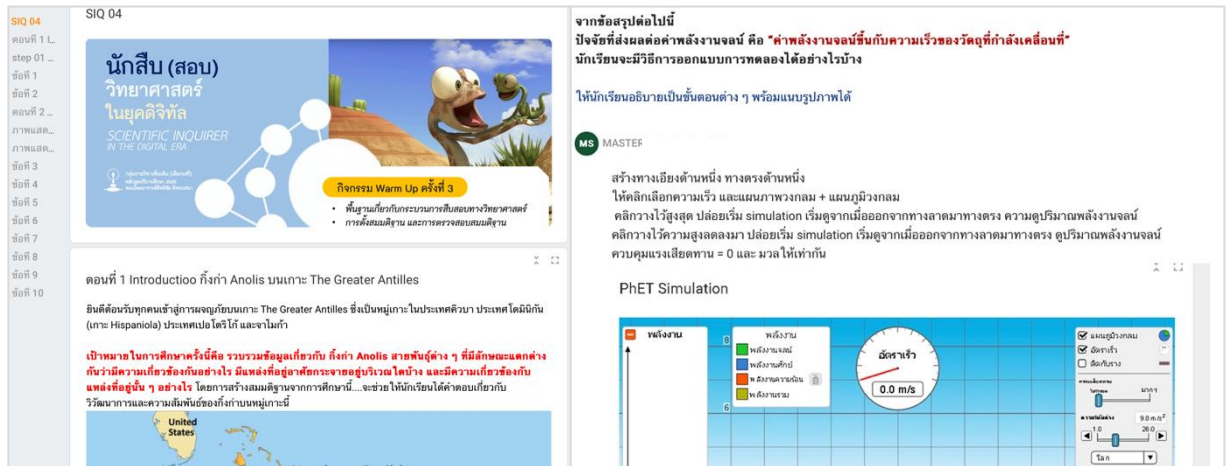 SIQ 04
ตอนที่ 1 I...
step 01 ...
ข้อที่ 1
ข้อที่ 2
ตอนที่ 2 ...
ภาพแสด...
ภาพแสด...
ข้อที่ 3
ข้อที่ 4
ข้อที่ 5
ข้อที่ 6
ข้อที่ 7
ข้อที่ 8
ข้อที่ 9
ข้อที่ 10
SIQ 04
นักสืบ (สอบ)
วิทยาศาสตร์
ในยุคดิจิทัล
SCIENTIFIC INQUIRER
IN THE DIGITAL ERA
กิจกรรม Warm Up ครั้งที่ 3
• พื้นฐานเกี่ยวกับกระบวนการสืบสอบทางวิทยาศาสตร์
• การตั้งสมมติฐาน และการตรวจสอบสมมติฐาน
ตอนที่ 1 Introductioo กิ้งก่า Anolis บนเกาะ The Greater Antilles
ยินดีต้อนรับทุกคนเข้าสู่การผจญภัยบนเกาะ The Greater Antilles ซึ่งเป็นหมู่เกาะในประเทศคิวบา ประเทศโดมินิกัน
(เกาะ Hispaniola) ประเทศเปอโตริโก้ และจาไมก้า
เป้าหมายในการศึกษาครั้งนี้คือ รวบรวมข้อมูลเกี่ยวกับ กิ้งก่า Anolis สายพันธุ์ต่าง ๆ ที่มีลักษณะแตกต่าง
กันว่ามีความเกี่ยวข้องกันอย่างไร มีแหล่งที่อยู่อาศัยกระจายอยู่บริเวณใดบ้าง และมีความเกี่ยวข้องกับ
แหล่งที่อยู่นั้น ๆ อย่างไร โดยการสร้างสมมติฐานจากการศึกษานี้....จะช่วยให้นักเรียนได้คำตอบเกี่ยวกับ
วิวัฒนาการและความสัมพันธ์ของกิ้งก่าบนหมู่เกาะนี้
United
States
จากข้อสรุปต่อไปนี้
ปัจจัยที่ส่งผลต่อค่าพลังงานจลน์ คือ "ค่าพลังงานจลน์ขึ้นกับความเร็วของวัตถุที่กำลังเคลื่อนที่"
นักเรียนจะมีวิธีการออกแบบการทดลองได้อย่างไรบ้าง
ให้นักเรียนอธิบายเป็นขั้นตอนต่าง ๆ พร้อมแนบรูปภาพได้
MS MASTER
สร้างทางเอียงด้านหนึ่ง ทางตรงด้านหนึ่ง
ให้คลิกเลือกความเร็ว และแผนภาพวงกลม + แผนภูมิวงกลม
คลิกวางไว้สูงสุด ปล่อยเริ่ม simulation เริ่มดูจากเมื่อออกจากทางลาดมาทางตรง ความดูปริมาณพลังงานจลน์
คลิกวางไว้ความสูงลดลงมา ปล่อยเริ่ม simulation เริ่มดูจากเมื่อออกจากทางลาดมาทางตรง ดูปริมาณพลังงานจลน์
ควบคุมแรงเสียดทาน = 0 และ มวล ให้เท่ากัน
PhET Simulation
พลังงาน
8
6
พลังงาน
พลังงานจลน์
พลังงานศักย์
พลังงานความร้อน
พลังงานรวม
อัตราเร็ว
0.0 m/s
แผนภูมิวงกลม
อัตราเร็ว
ติดกับราง
มากๆ
9.8 m/s²
1.0
26.0
โลก